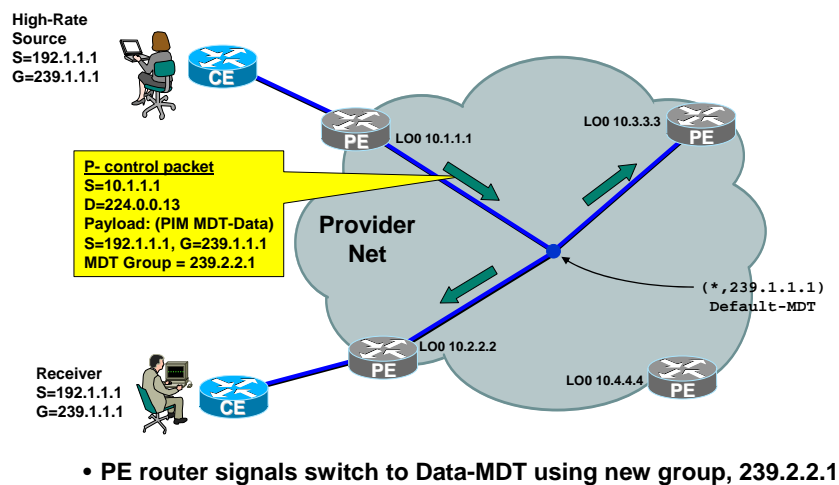 High-Rate
Source
S=192.1.1.1
G=239.1.1.1
CE
PE
LO0 10.1.1.1
LO0 10.3.3.3
PE
P- control packet
S=10.1.1.1
D=224.0.0.13
Payload: (PIM MDT-Data)
S=192.1.1.1, G=239.1.1.1
MDT Group = 239.2.2.1
Provider
Net
(*,239.1.1.1)
Default-MDT
LO0 10.2.2.2
PE
Receiver
S=192.1.1.1
G=239.1.1.1
CE
LO0 10.4.4.4
PE
• PE router signals switch to Data-MDT using new group, 239.2.2.1